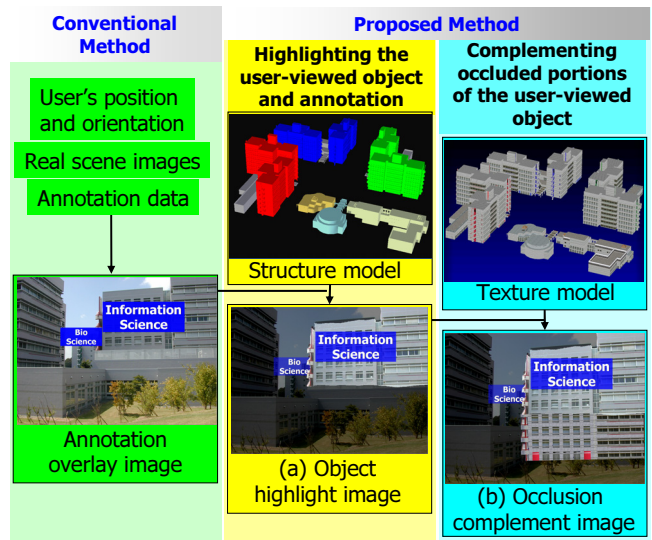 Conventional
Method
Proposed Method
User's position
and orientation
Real scene images
Annotation data
Information
Science
Bio
Science
Annotation
overlay image
Highlighting the
user-viewed object
and annotation
Structure model
Information
Science
Bio
Science
(a) Object
highlight image
Complementing
occluded portions
of the user-viewed
object
Texture model
Information
Science
Bio
Science
(b) Occlusion
complement image